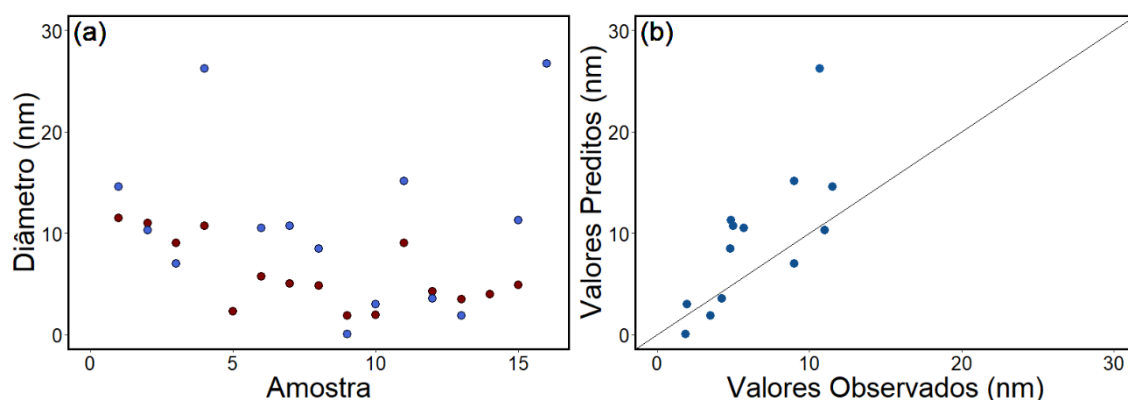 (a)
Diâmetro (nm)
30
20
10
0
0 5 10 15
Amostra
(b)
Valores Preditos (nm)
30
20
10
0
0 10 20 30
Valores Observados (nm)